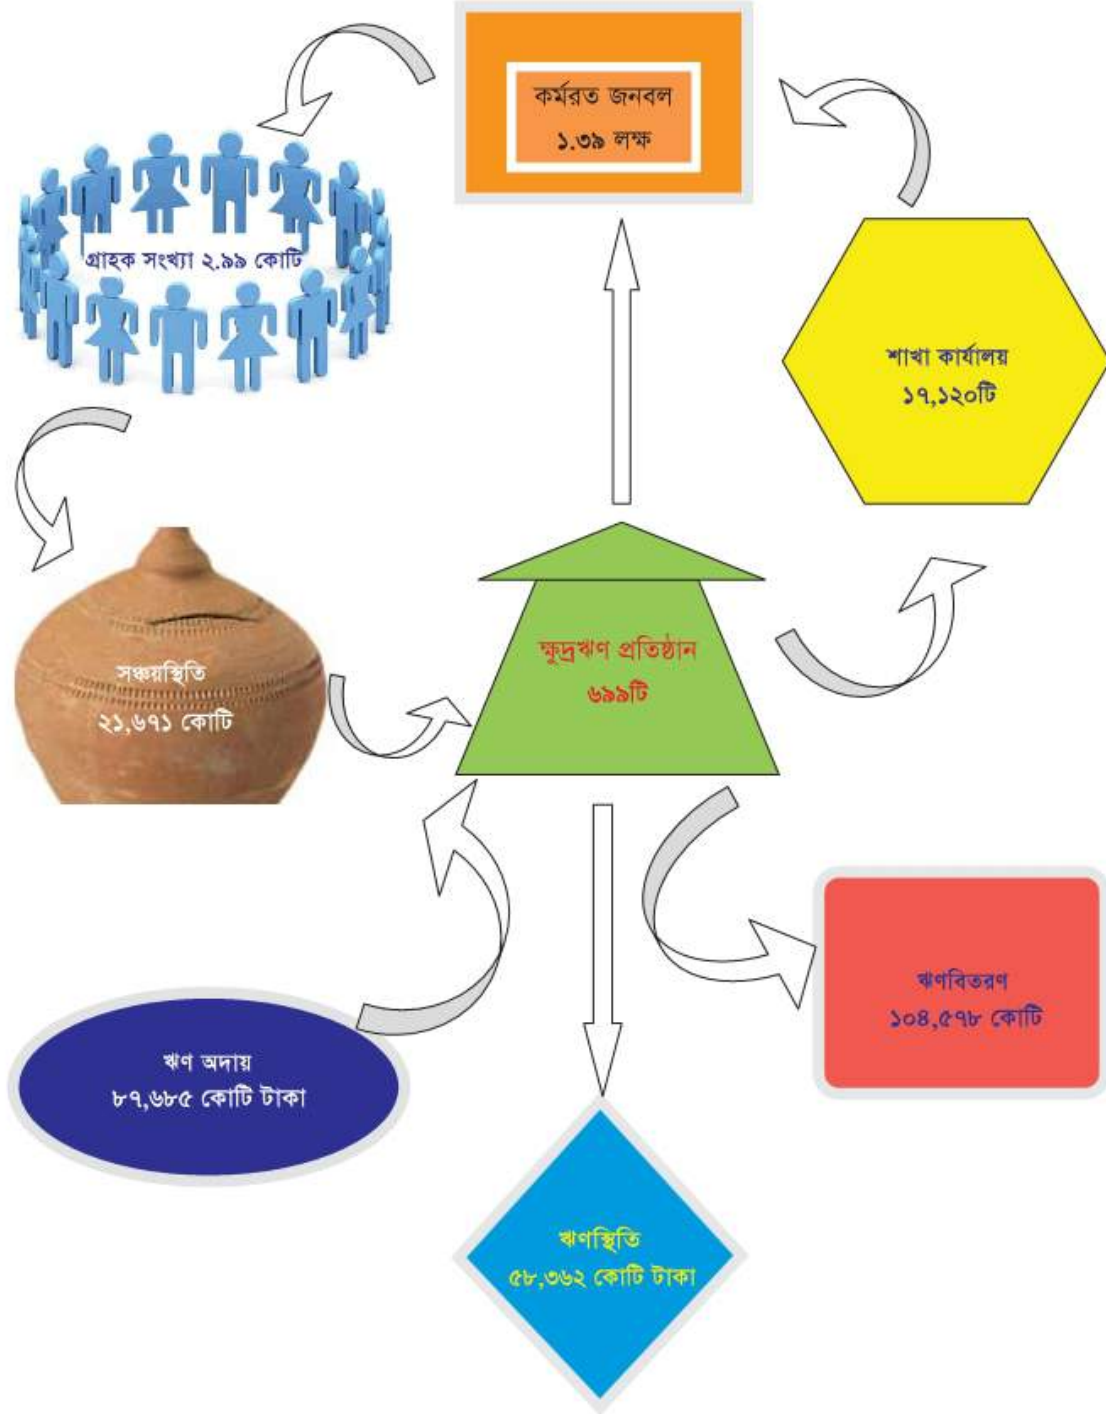 কর্মরত জনবল
১.৩৯ লক্ষ
গ্রাহক সংখ্যা ২.৯৯ কোটি
শাখা কার্যালয়
১৭,১২০টি
সঞ্চয়স্থিতি
২১,৬৭১ কোটি
ক্ষুদ্রঋণ প্রতিষ্ঠান
৬৯৯টি
ঋণবিতরণ
১০৪,৫৭৮ কোটি
ঋণ অদায়
৮৭,৬৮৫ কোটি টাকা
ঋণস্থিতি
৫৮,৩৬২ কোটি টাকা